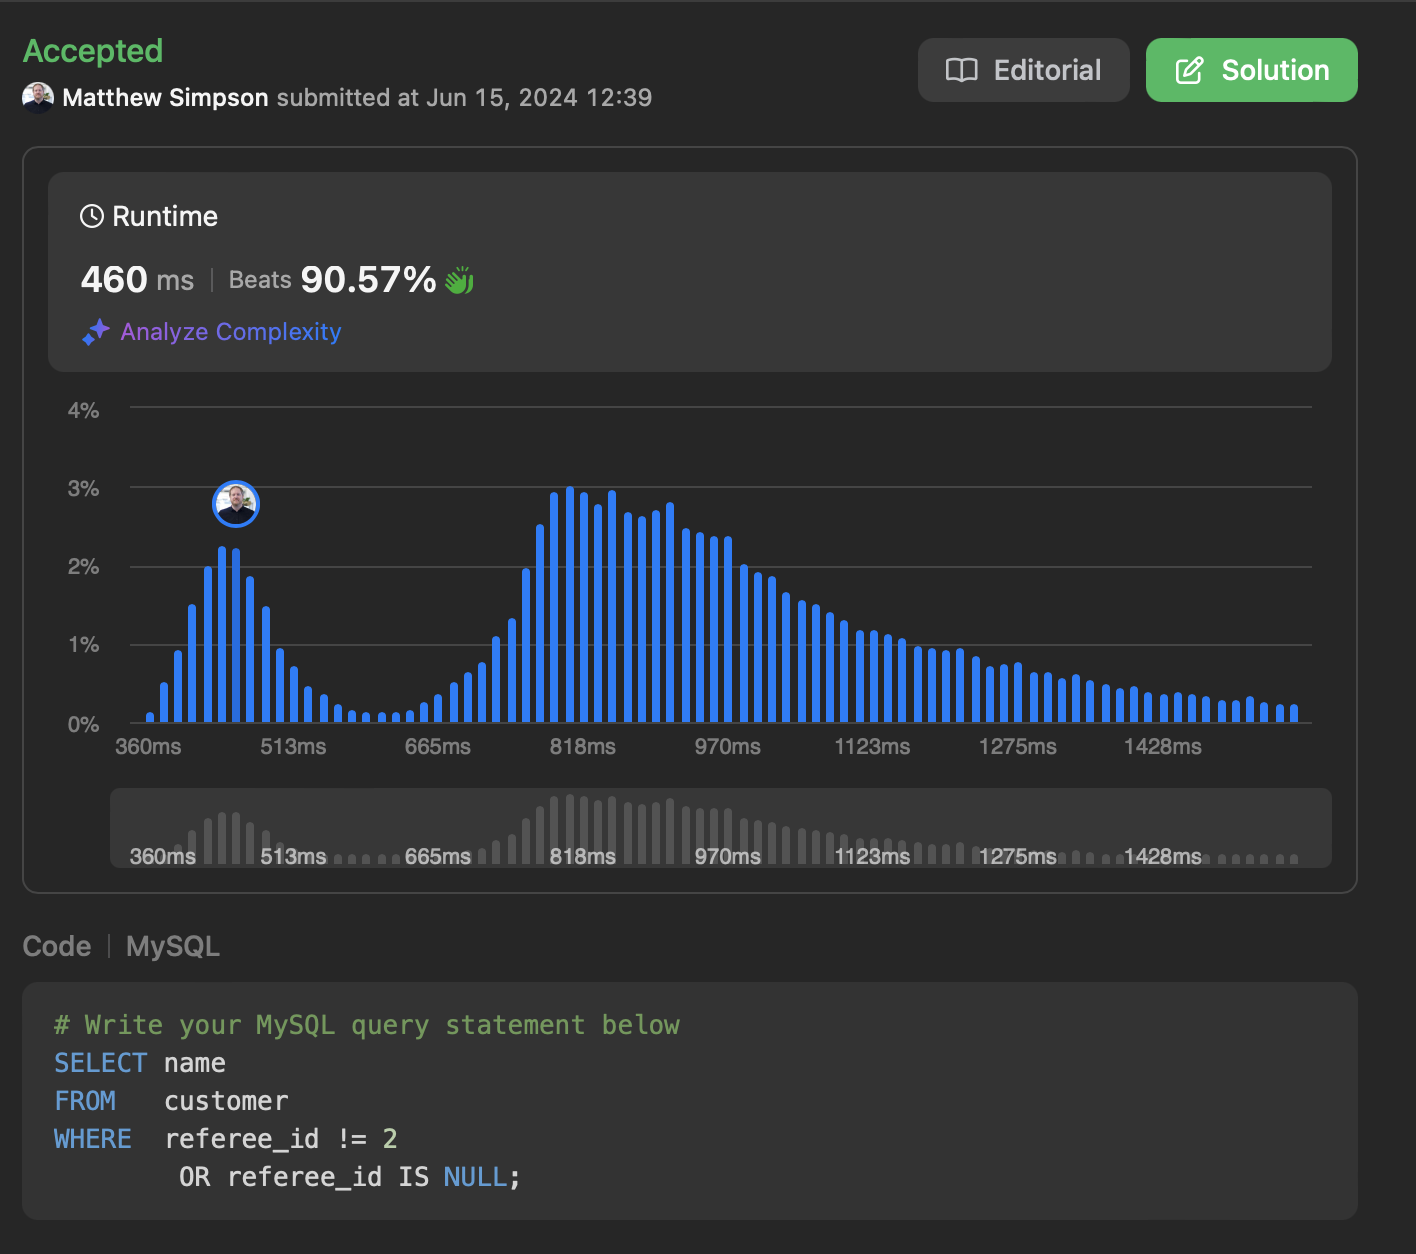 Accepted
Matthew Simpson submitted at Jun 15, 2024 12:39
Editorial
Solution
Runtime
460 ms | Beats 90.57%
Analyze Complexity
4%
3%
2%
1%
0%
360ms 513ms 665ms 818ms 970ms 1123ms 1275ms 1428ms
360ms 513ms 665ms 818ms 970ms 1123ms 1275ms 1428ms
Code | MySQL
# Write your MySQL query statement below
SELECT name
FROM   customer
WHERE  referee_id != 2
        OR referee_id IS NULL;